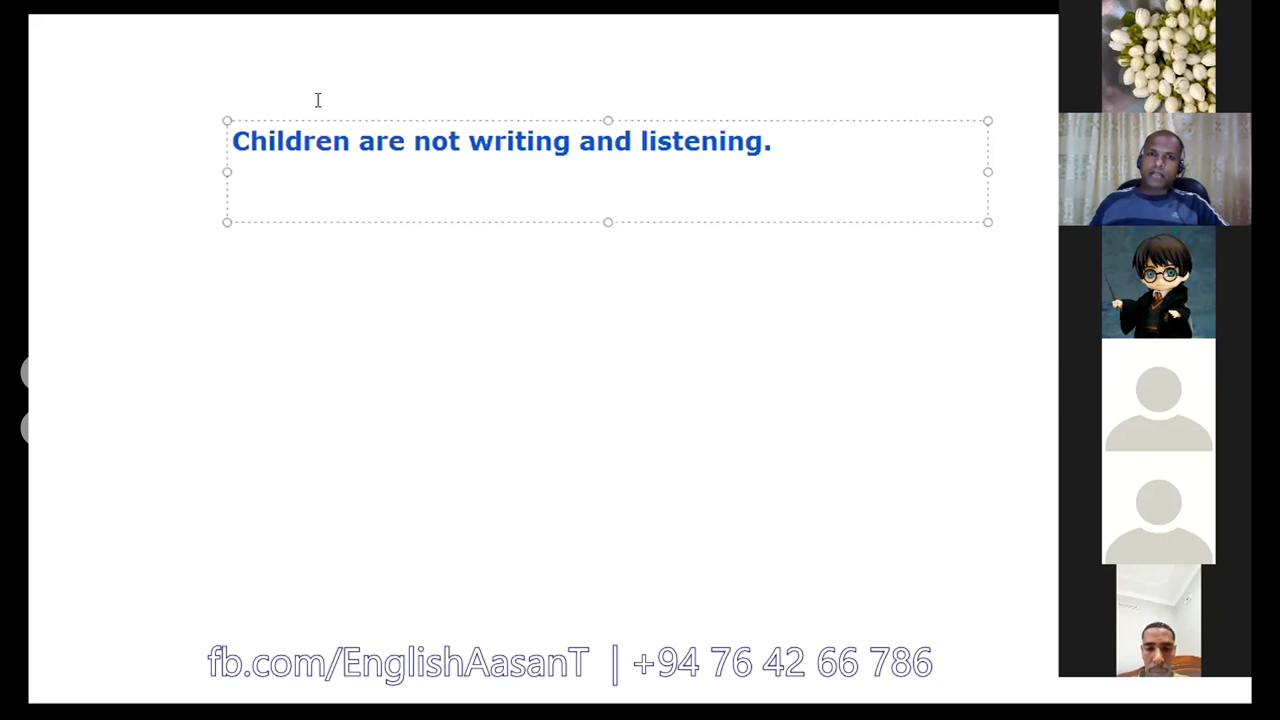 Children are not writing and listening.
fb.com/EnglishAasanT | +94 76 42 66 786